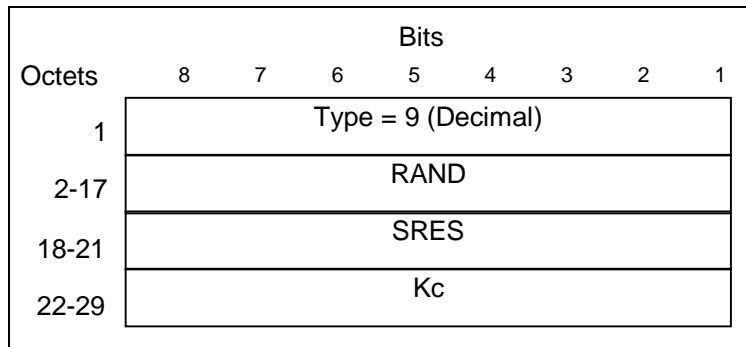 Bits
Octets 8 7 6 5 4 3 2 1
1 Type = 9 (Decimal)
2-17 RAND
18-21 SRES
22-29 Kc